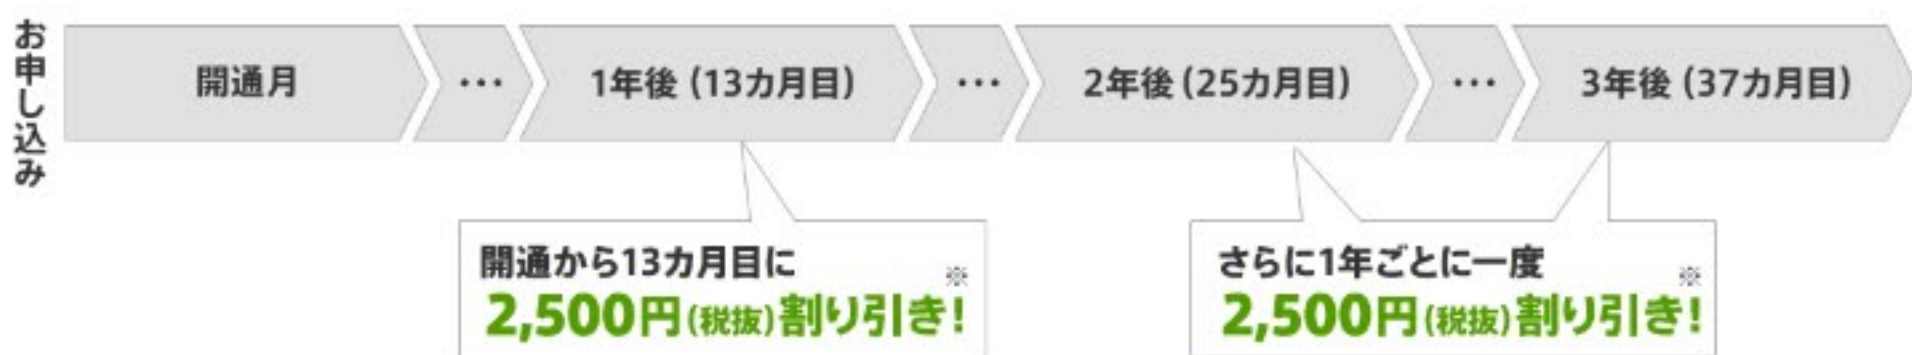 お申し込み
開通月 … 1年後 (13カ月目) … 2年後 (25カ月目) … 3年後 (37カ月目)
開通から13カ月目に
2,500円(税抜)割り引き!※
さらに1年ごとに一度
2,500円(税抜)割り引き!※